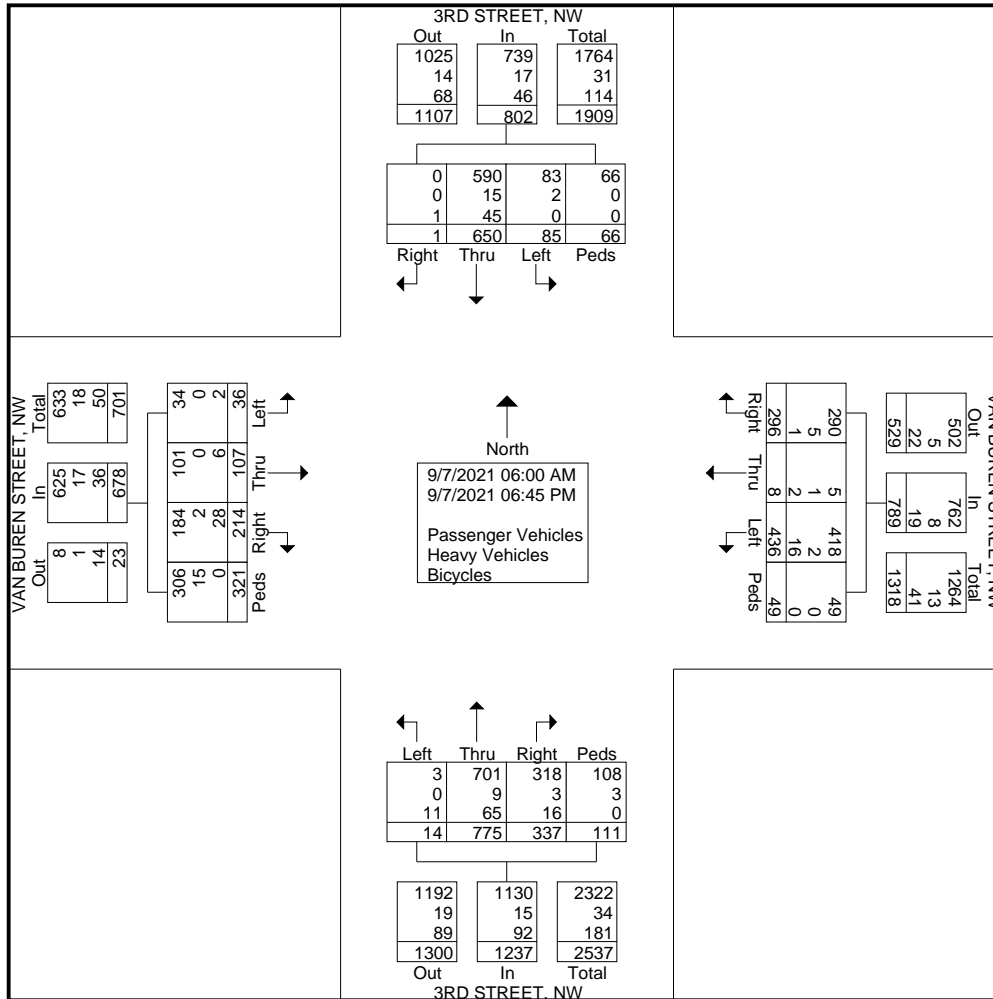 3RD STREET, NW
Out In Total
1025 739 1764
14 17 31
68 46 114
1107 802 1909
0 590 83 66
0 15 2 0
1 45 0 0
1 650 85 66
Right Thru Left Peds
VAN BUREN STREET, NW
Total In Out
633 625 8
18 17 1
50 36 14
701 678 23
34 101 184 306
0 0 2 15
2 6 28 0
36 107 214 321
Left Thru Right Peds
North
9/7/2021 06:00 AM
9/7/2021 06:45 PM
Passenger Vehicles
Heavy Vehicles
Bicycles
Right Thru Left Peds
296 8 436 49
1 2 16 0
5 1 2 0
290 5 418 49
Out In Total
529 789 1318
22 19 41
5 8 13
502 762 1264
VAN BUREN STREET, NW
Left Thru Right Peds
3 701 318 108
0 9 3 3
11 65 16 0
14 775 337 111
1192 1130 2322
19 15 34
89 92 181
1300 1237 2537
Out In Total
3RD STREET, NW